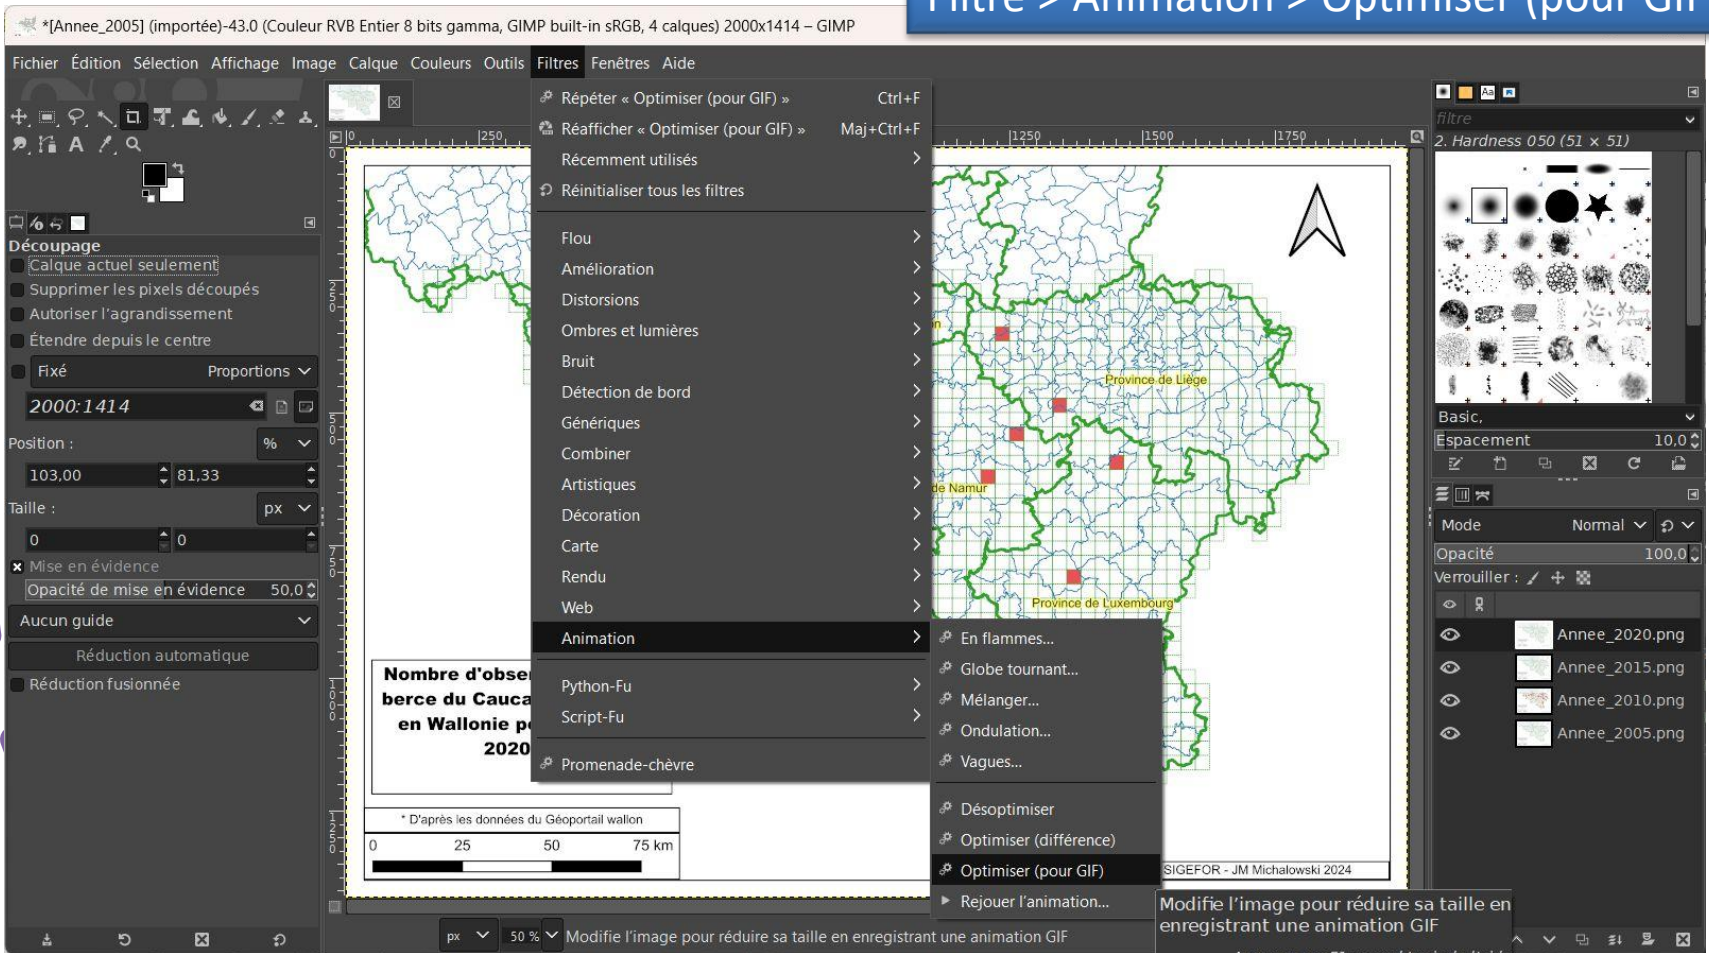 Filtre > Animation > Optimiser (pour GIF
*[Annee_2005] (importée)-43.0 (Couleur RVB Entier 8 bits gamma, GIMP built-in sRGB, 4 calques) 2000x1414 – GIMP
Fichier Édition Sélection Affichage Image Calque Couleurs Outils Filtres Fenêtres Aide
Répéter « Optimiser (pour GIF) » Ctrl+F
Réafficher « Optimiser (pour GIF) » Maj+Ctrl+F
Récemment utilisés
Réinitialiser tous les filtres
Flou
Amélioration
Distorsions
Ombres et lumières
Bruit
Détection de bord
Génériques
Combiner
Artistiques
Décoration
Carte
Rendu
Web
Animation
Python-Fu
Script-Fu
Promenade-chèvre
En flammes...
Globe tournant...
Mélanger...
Ondulation...
Vagues...
Désoptimiser
Optimiser (différence)
Optimiser (pour GIF)
Rejouer l'animation...
Modifie l'image pour réduire sa taille en
enregistrant une animation GIF
Découpage
Calque actuel seulement
Supprimer les pixels découpés
Autoriser l'agrandissement
Étendre depuis le centre
Fixé Proportions
2000:1414
Position : %
103,00 81,33
Taille : px
0 0
Mise en évidence
Opacité de mise en évidence 50,0
Aucun guide
Réduction automatique
Réduction fusionnée
0 250 1250 1500 1750
0
250
500
750
1000
1250
Province de Liège
de Namur
Province de Luxembourg
Nombre d'obse
berce du Cauca
en Wallonie p
2020
* D'après les données du Géoportail wallon
0 25 50 75 km
SIGEFOR - JM Michalowski 2024
px 50 % Modifie l'image pour réduire sa taille en enregistrant une animation GIF
Aa
filtre
2. Hardness 050 (51 × 51)
Basic,
Espacement 10,0
Mode Normal
Opacité 100,0
Verrouiller :
Annee_2020.png
Annee_2015.png
Annee_2010.png
Annee_2005.png